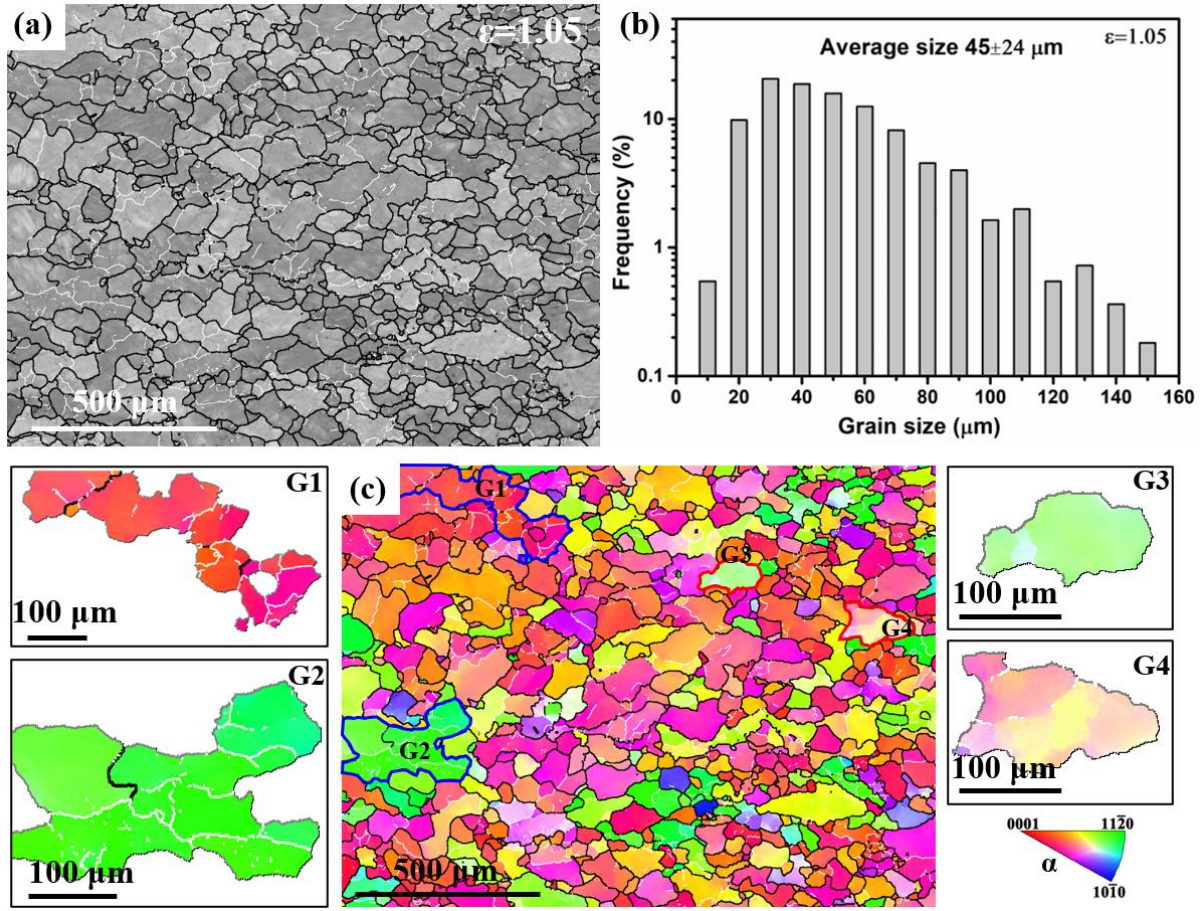 (a)
ε=1.05
500 μm
(b)
Average size 45±24 μm
ε=1.05
Frequency (%)
10
1
0.1
0 20 40 60 80 100 120 140 160
Grain size (μm)
G1
100 μm
G2
100 μm
(c)
G1
G3
G4
G2
500 μm
G3
100 μm
G4
100 μm
0001 112̄0
α
101̄0